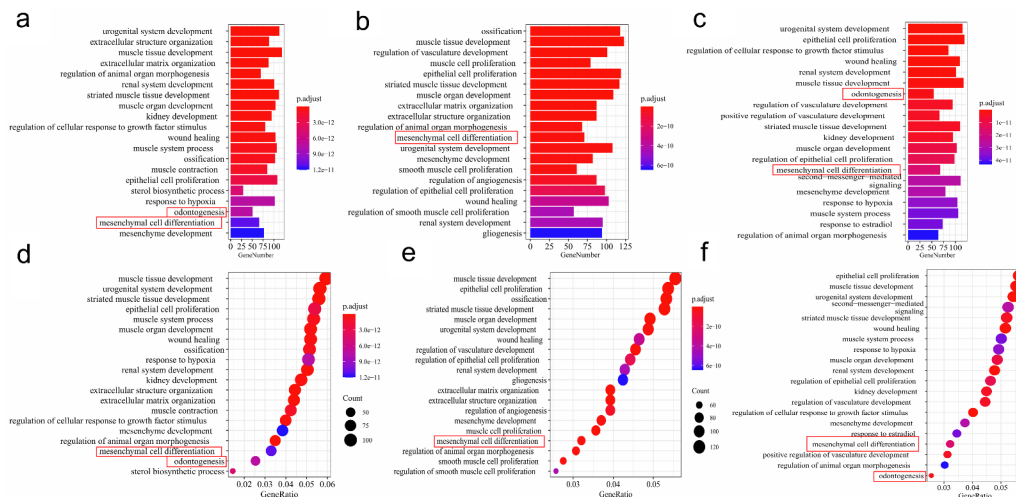 a
urogenital system development
extracellular structure organization
muscle tissue development
extracellular matrix organization
regulation of animal organ morphogenesis
renal system development
striated muscle tissue development
muscle organ development
kidney development
regulation of cellular response to growth factor stimulus
wound healing
muscle system process
ossification
muscle contraction
epithelial cell proliferation
sterol biosynthetic process
response to hypoxia
odontogenesis
mesenchymal cell differentiation
mesenchyme development
0 25 50 75 100
GeneNumber
p.adjust
3.0e-12
6.0e-12
9.0e-12
1.2e-11
b
ossification
muscle tissue development
regulation of vasculature development
muscle cell proliferation
epithelial cell proliferation
striated muscle tissue development
muscle organ development
extracellular matrix organization
extracellular structure organization
regulation of animal organ morphogenesis
mesenchymal cell differentiation
urogenital system development
mesenchyme development
smooth muscle cell proliferation
regulation of angiogenesis
regulation of epithelial cell proliferation
wound healing
regulation of smooth muscle cell proliferation
renal system development
gliogenesis
0 25 50 75 100 125
GeneNumber
p.adjust
2e-10
4e-10
6e-10
c
urogenital system development
epithelial cell proliferation
regulation of cellular response to growth factor stimulus
wound healing
renal system development
muscle tissue development
odontogenesis
regulation of vasculature development
positive regulation of vasculature development
striated muscle tissue development
kidney development
muscle organ development
regulation of epithelial cell proliferation
mesenchymal cell differentiation
second-messenger-mediated
signaling
mesenchyme development
response to hypoxia
muscle system process
response to estradiol
regulation of animal organ morphogenesis
0 25 50 75 100
GeneNumber
p.adjust
1e-11
2e-11
3e-11
4e-11
d
muscle tissue development
urogenital system development
striated muscle tissue development
epithelial cell proliferation
muscle system process
muscle organ development
wound healing
ossification
response to hypoxia
renal system development
kidney development
extracellular structure organization
extracellular matrix organization
muscle contraction
regulation of cellular response to growth factor stimulus
mesenchyme development
regulation of animal organ morphogenesis
mesenchymal cell differentiation
odontogenesis
sterol biosynthetic process
0.02 0.03 0.04 0.05 0.06
GeneRatio
p.adjust
3.0e-12
6.0e-12
9.0e-12
1.2e-11
Count
50
75
100
e
muscle tissue development
epithelial cell proliferation
ossification
striated muscle tissue development
muscle organ development
urogenital system development
wound healing
regulation of vasculature development
regulation of epithelial cell proliferation
renal system development
gliogenesis
extracellular matrix organization
extracellular structure organization
regulation of angiogenesis
mesenchyme development
muscle cell proliferation
mesenchymal cell differentiation
regulation of animal organ morphogenesis
smooth muscle cell proliferation
regulation of smooth muscle cell proliferation
0.03 0.04 0.05
GeneRatio
p.adjust
2e-10
4e-10
6e-10
Count
60
80
100
120
f
epithelial cell proliferation
muscle tissue development
urogenital system development
second-messenger-mediated
signaling
striated muscle tissue development
wound healing
muscle system process
response to hypoxia
muscle organ development
renal system development
regulation of epithelial cell proliferation
kidney development
regulation of vasculature development
regulation of cellular response to growth factor stimulus
mesenchyme development
response to estradiol
mesenchymal cell differentiation
positive regulation of vasculature development
regulation of animal organ morphogenesis
odontogenesis
0.03 0.04 0.05
GeneRatio